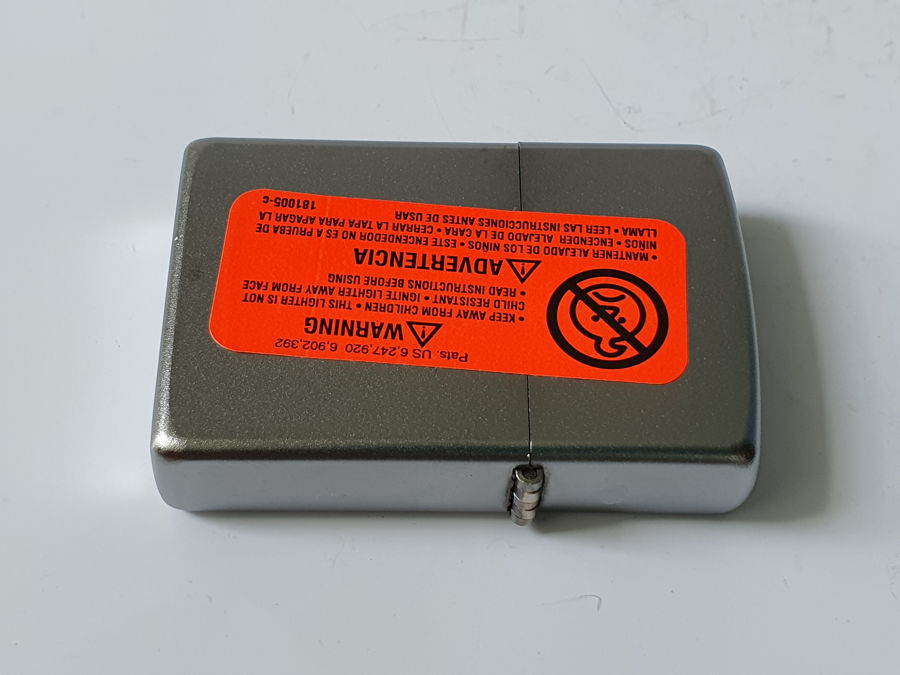 Pats. US 6,247,920 6,902,392
WARNING
• KEEP AWAY FROM CHILDREN • THIS LIGHTER IS NOT
CHILD RESISTANT • IGNITE LIGHTER AWAY FROM FACE
• READ INSTRUCTIONS BEFORE USING
ADVERTENCIA
• MANTENER ALEJADO DE LOS NIÑOS • ESTE ENCENDEDOR NO ES A PRUEBA DE
NIÑOS • ENCENDER ALEJADO DE LA CARA • CERRAR LA TAPA PARA APAGAR LA
LLAMA • LEER LAS INSTRUCCIONES ANTES DE USAR
181005-c